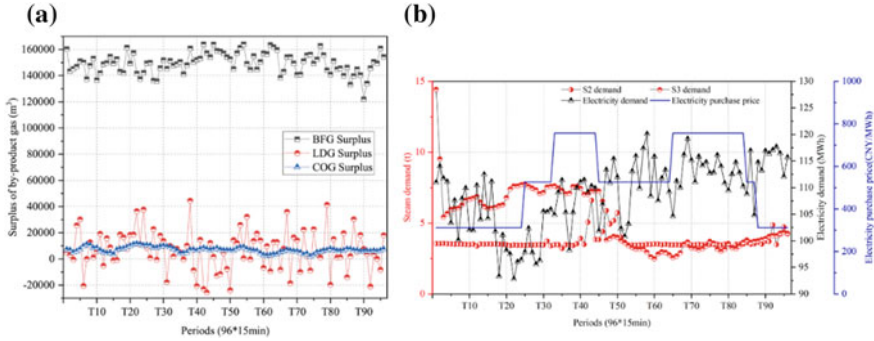 (a)
160000
140000
120000
100000
80000
60000
40000
20000
0
-20000
Surplus of by-product gas (m³)
BFG Surplus
LDG Surplus
COG Surplus
T10 T20 T30 T40 T50 T60 T70 T80 T90
Periods (96*15min)
(b)
S2 demand S3 demand
Electricity demand Electricity purchase price
15
10
5
0
Steam demand (t)
130
125
120
115
110
105
100
95
90
Electricity demand (MWh)
1000
800
600
400
200
0
Electricity purchase price(CNY/MWh)
T10 T20 T30 T40 T50 T60 T70 T80 T90
Periods (96*15min)